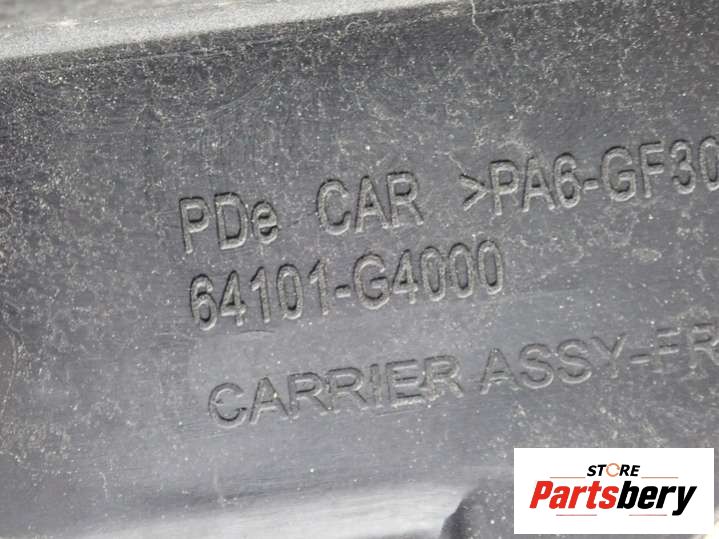 PDe CAR >PA6-GF30
64101-G4000
CARRIER ASSY-FR
STORE
Partsbery